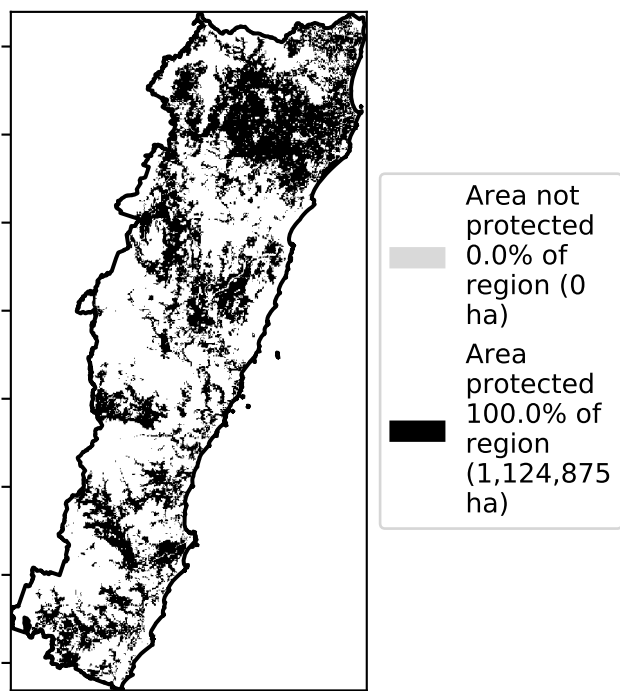 Area not
protected
0.0% of
region (0
ha)
Area
protected
100.0% of
region
(1,124,875
ha)